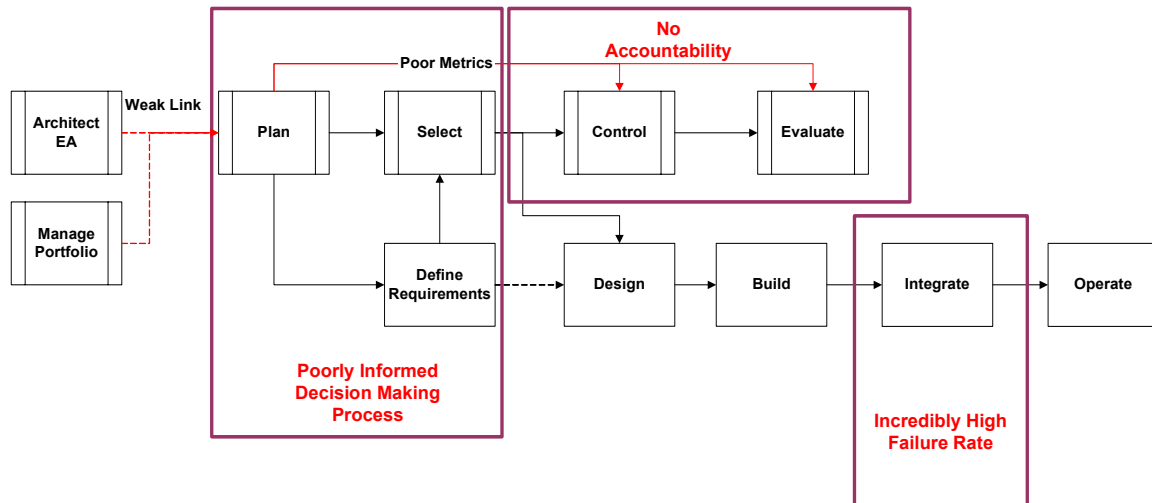 No
Accountability
Poor Metrics
Weak Link
Architect
EA
Plan
Select
Control
Evaluate
Manage
Portfolio
Define
Requirements
Design
Build
Integrate
Operate
Poorly Informed
Decision Making
Process
Incredibly High
Failure Rate